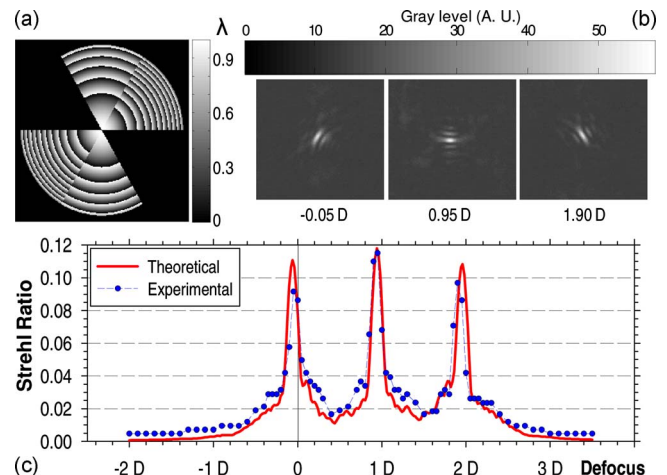 (a)
λ
0.9
0.6
0.3
0
Gray level (A. U.)
(b)
0 10 20 30 40 50
-0.05 D 0.95 D 1.90 D
0.12
0.10
0.08
0.06
0.04
0.02
0.00
Strehl Ratio
Theoretical
Experimental
(c)
-2 D -1 D 0 1 D 2 D 3 D Defocus